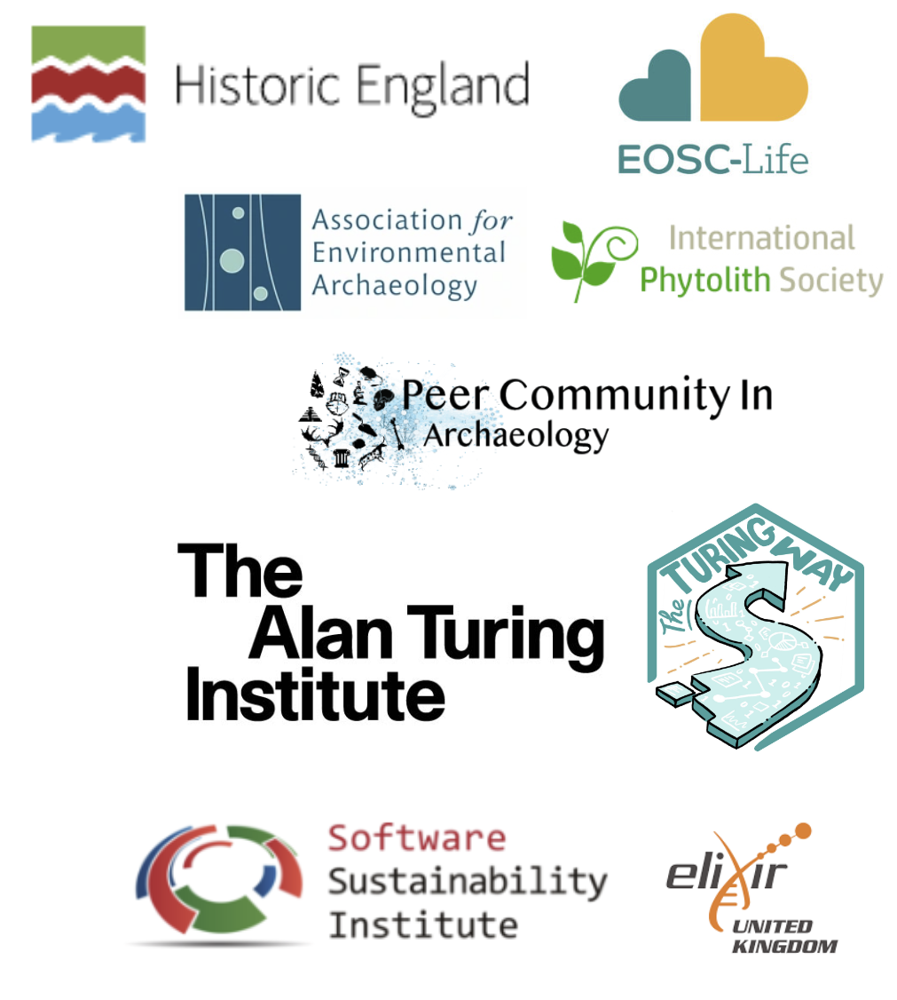 Historic England
EOSC-Life
Association for
Environmental
Archaeology
International
Phytolith Society
Peer Community In
Archaeology
The
Alan Turing
Institute
The TURING WAY
Software
Sustainability
Institute
elixir
UNITED
KINGDOM